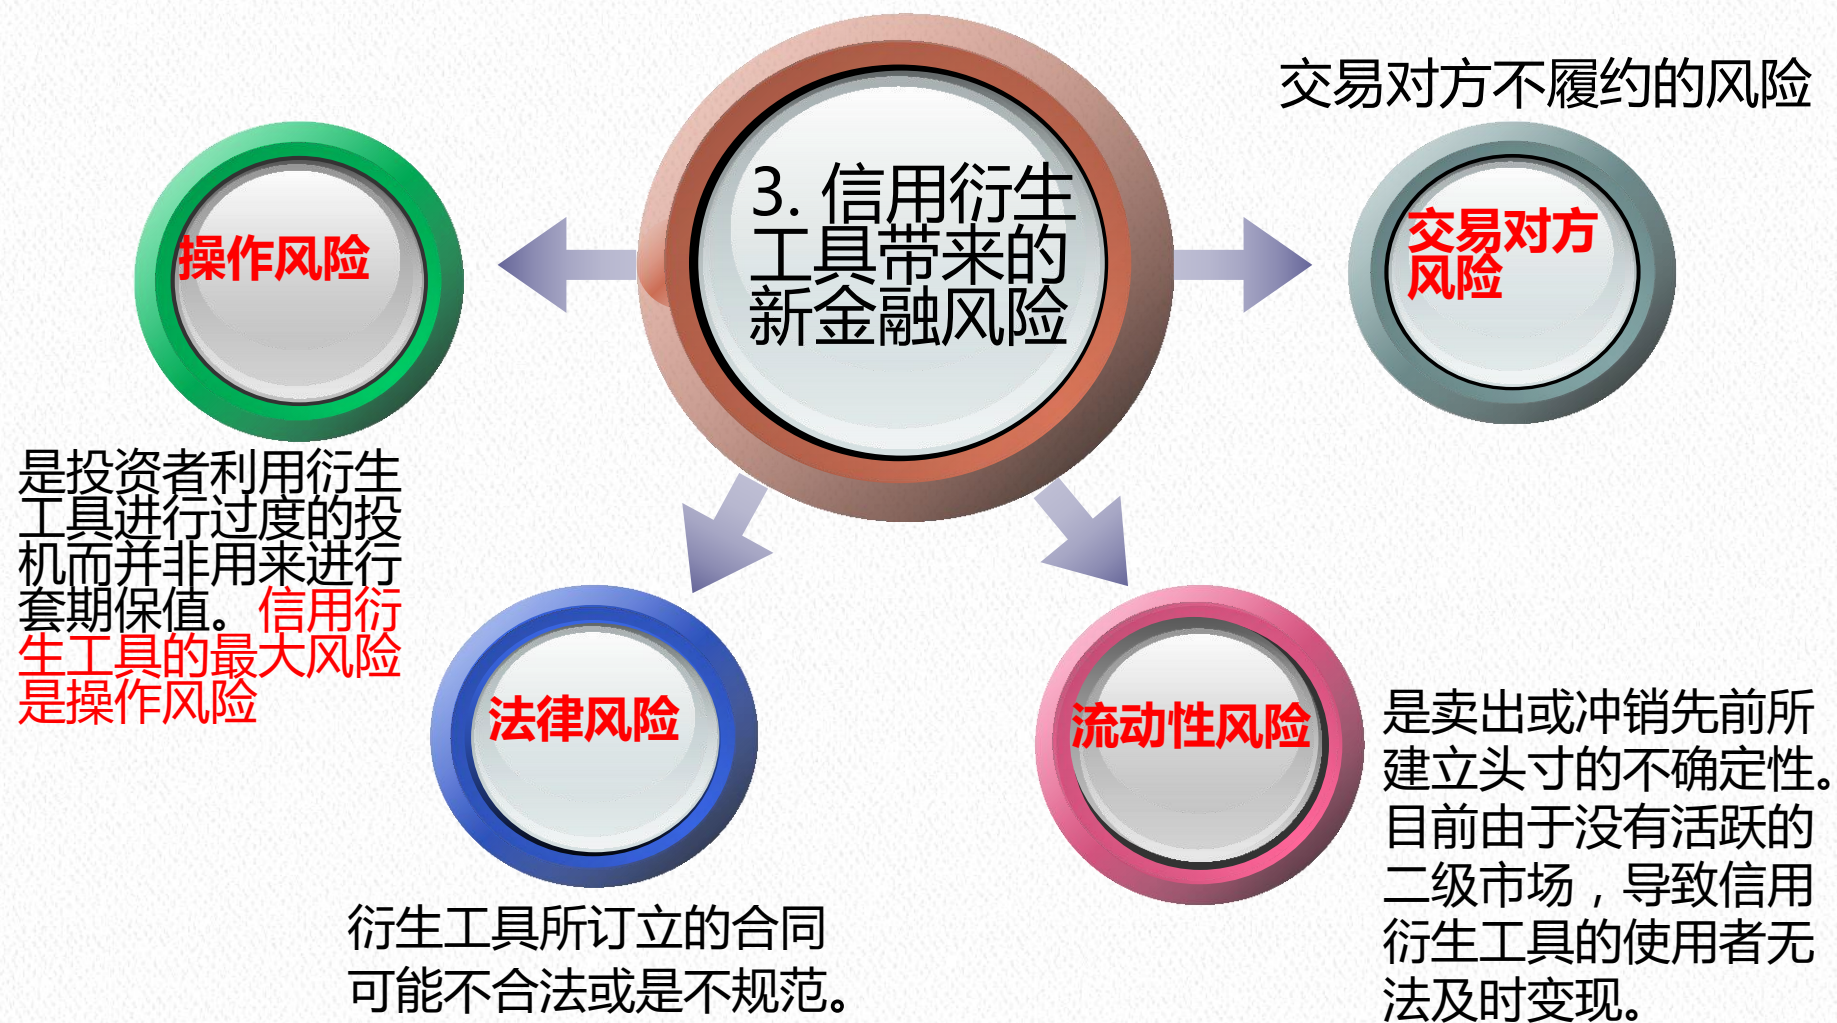 3. 信用衍生
工具带来的
新金融风险
操作风险
是投资者利用衍生
工具进行过度的投
机而并非用来进行
套期保值。信用衍
生工具的最大风险
是操作风险
交易对方不履约的风险
交易对方
风险
法律风险
衍生工具所订立的合同
可能不合法或是不规范。
流动性风险
是卖出或冲销先前所
建立头寸的不确定性。
目前由于没有活跃的
二级市场，导致信用
衍生工具的使用者无
法及时变现。